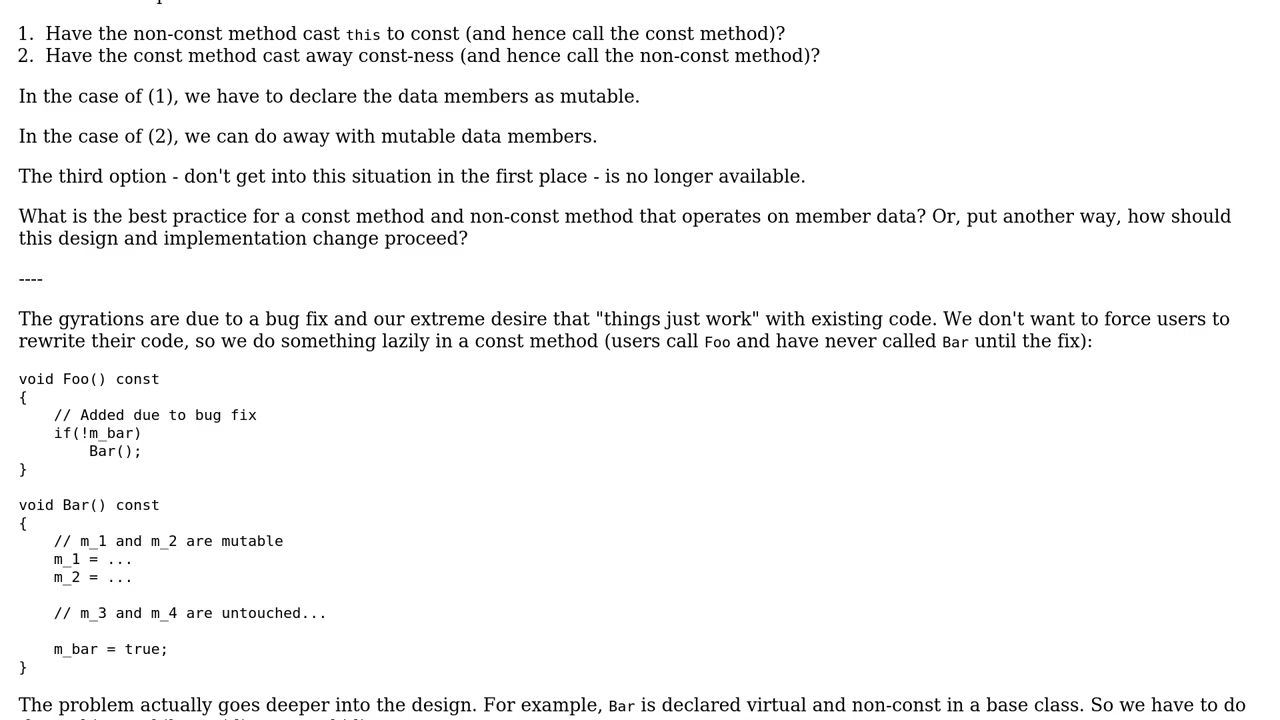 1. Have the non-const method cast this to const (and hence call the const method)?
2. Have the const method cast away const-ness (and hence call the non-const method)?
In the case of (1), we have to declare the data members as mutable.
In the case of (2), we can do away with mutable data members.
The third option - don't get into this situation in the first place - is no longer available.
What is the best practice for a const method and non-const method that operates on member data? Or, put another way, how should
this design and implementation change proceed?
----
The gyrations are due to a bug fix and our extreme desire that "things just work" with existing code. We don't want to force users to
rewrite their code, so we do something lazily in a const method (users call Foo and have never called Bar until the fix):
void Foo() const
{
    // Added due to bug fix
    if(!m_bar)
        Bar();
}
void Bar() const
{
    // m_1 and m_2 are mutable
    m_1 = ...
    m_2 = ...
    // m_3 and m_4 are untouched...
    m_bar = true;
}
The problem actually goes deeper into the design. For example, Bar is declared virtual and non-const in a base class. So we have to do